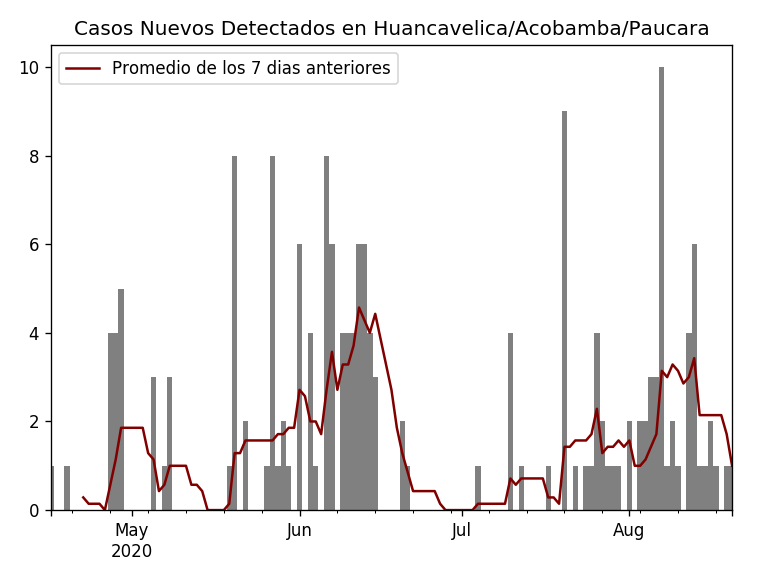 Casos Nuevos Detectados en Huancavelica/Acobamba/Paucara
Promedio de los 7 dias anteriores
10
8
6
4
2
0
May Jun Jul Aug
2020